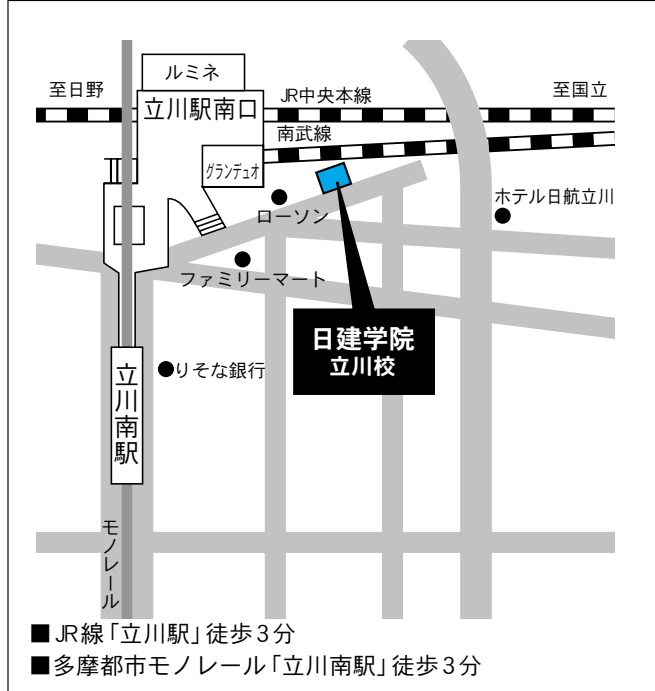 ルミネ
至日野
立川駅南口
JR中央本線
至国立
南武線
グランデュオ
ホテル日航立川
ローソン
ファミリーマート
日建学院
立川校
りそな銀行
立川南駅
モノレール
■JR線「立川駅」徒歩3分
■多摩都市モノレール「立川南駅」徒歩3分